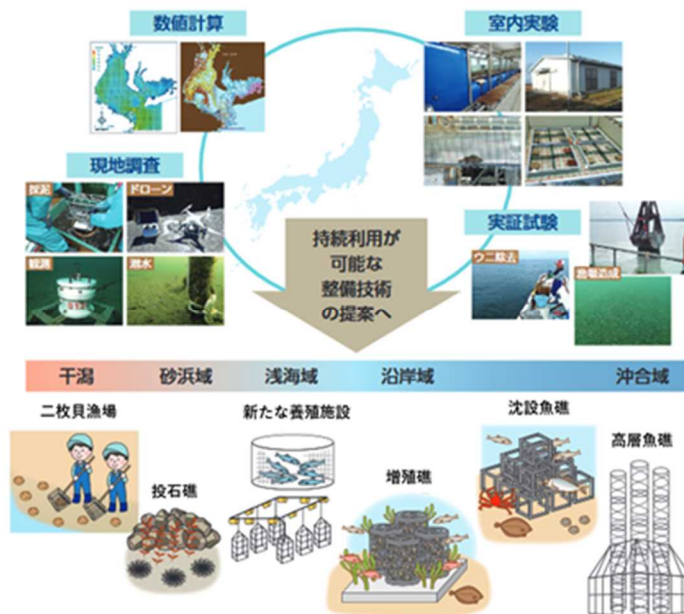 数値計算
室内実験
現地調査
採泥
ドローン
観測
潜水
実証試験
ウニ除去
漁場造成
持続利用が
可能な
整備技術
の提案へ
干潟
砂浜域
浅海域
沿岸域
沖合域
二枚貝漁場
新たな養殖施設
沈設魚礁
高層魚礁
投石礁
増殖礁